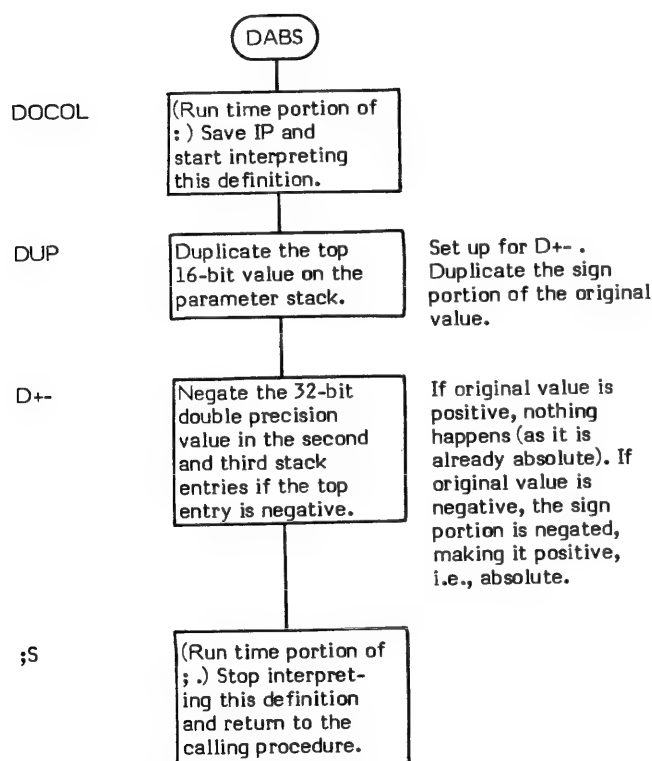 DABS
DOCOL
(Run time portion of
: ) Save IP and
start interpreting
this definition.
DUP
Duplicate the top
16-bit value on the
parameter stack.
Set up for D+- .
Duplicate the sign
portion of the original
value.
D+-
Negate the 32-bit
double precision
value in the second
and third stack
entries if the top
entry is negative.
If original value is
positive, nothing
happens (as it is
already absolute). If
original value is
negative, the sign
portion is negated,
making it positive,
i.e., absolute.
;S
(Run time portion of
; .) Stop interpret-
ing this definition
and return to the
calling procedure.